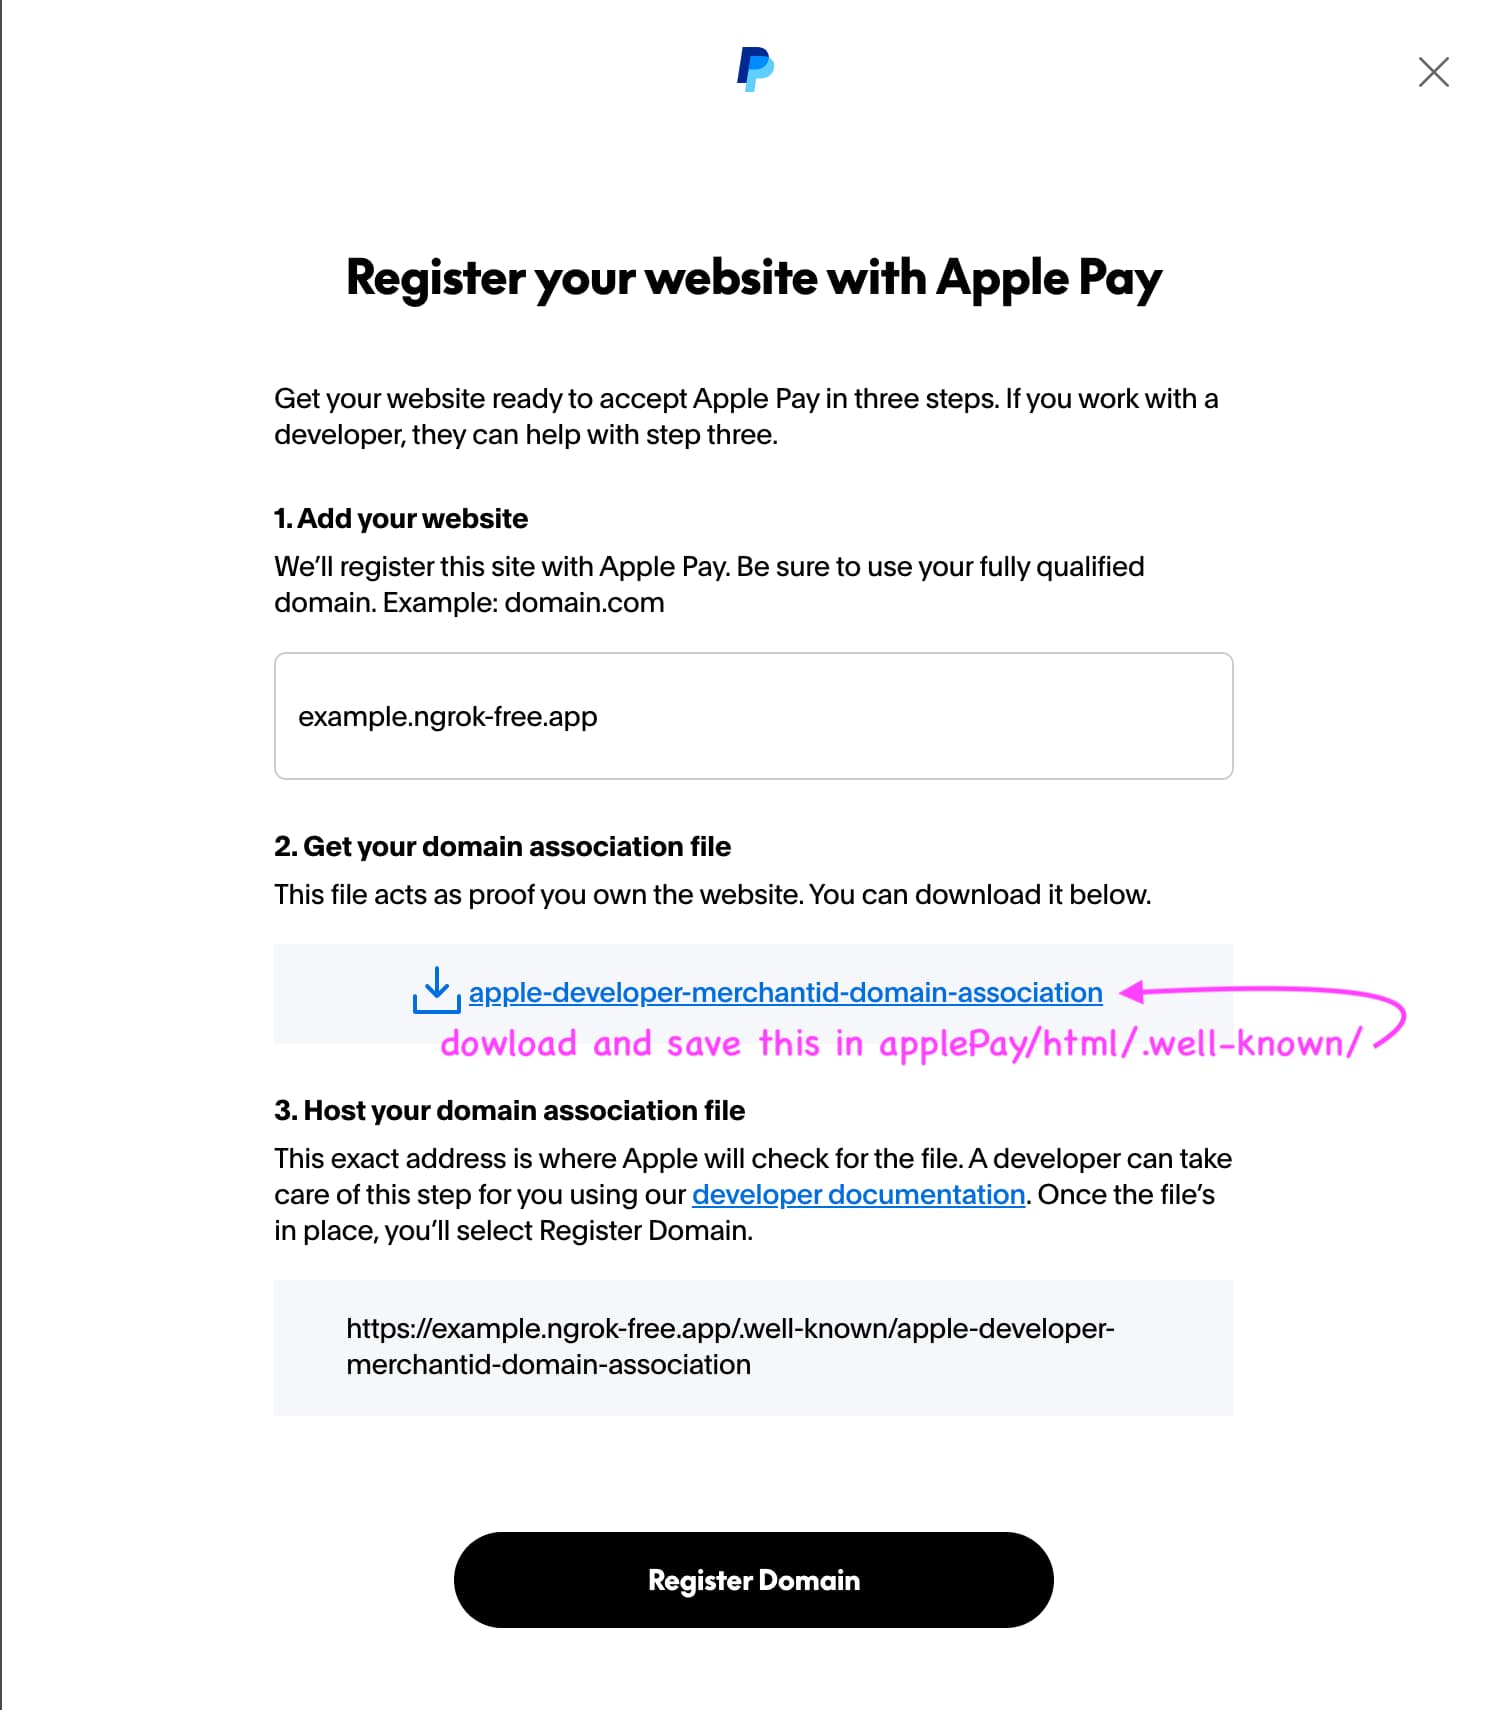 Register your website with Apple Pay
Get your website ready to accept Apple Pay in three steps. If you work with a
developer, they can help with step three.
1. Add your website
We’ll register this site with Apple Pay. Be sure to use your fully qualified
domain. Example: domain.com
example.ngrok-free.app
2. Get your domain association file
This file acts as proof you own the website. You can download it below.
apple-developer-merchantid-domain-association
dowload and save this in applePay/html/.well-known/
3. Host your domain association file
This exact address is where Apple will check for the file. A developer can take
care of this step for you using our developer documentation. Once the file’s
in place, you’ll select Register Domain.
https://example.ngrok-free.app/.well-known/apple-developer-
merchantid-domain-association
Register Domain